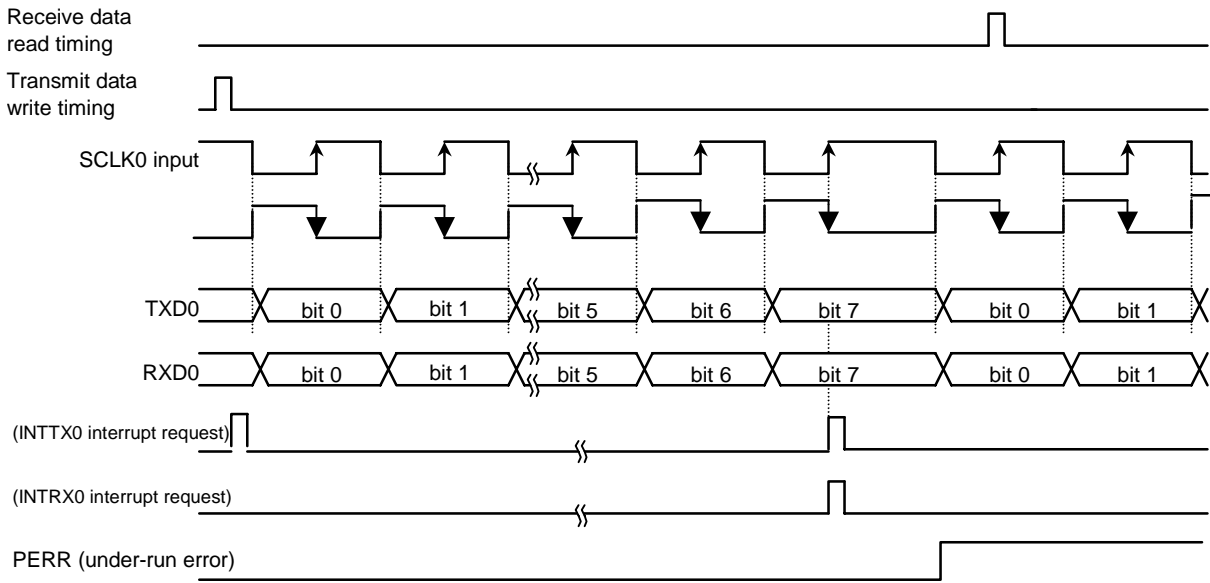 Receive data
read timing
Transmit data
write timing
SCLK0 input
TXD0 bit 0 bit 1 bit 5 bit 6 bit 7 bit 0 bit 1
RXD0 bit 0 bit 1 bit 5 bit 6 bit 7 bit 0 bit 1
(INTTX0 interrupt request)
(INTRX0 interrupt request)
PERR (under-run error)